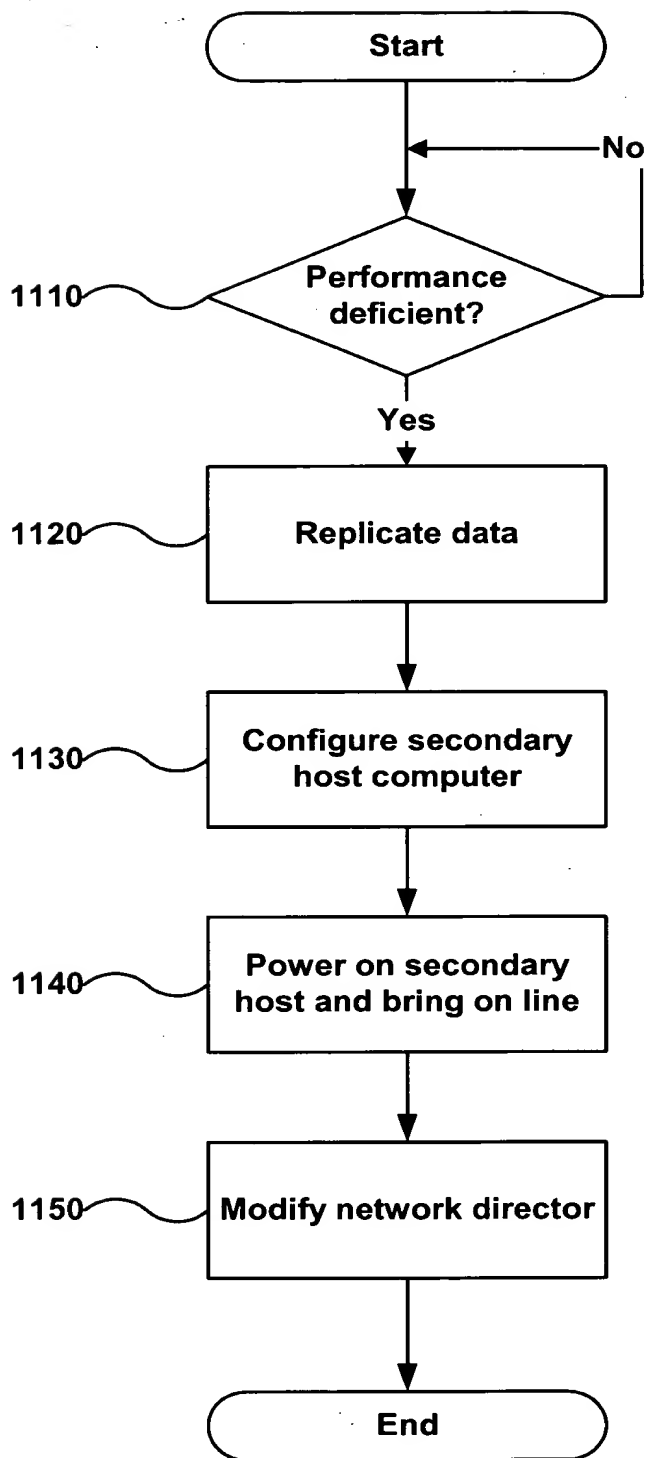 Start
No
1110
Performance
deficient?
Yes
1120
Replicate data
1130
Configure secondary
host computer
1140
Power on secondary
host and bring on line
1150
Modify network director
End